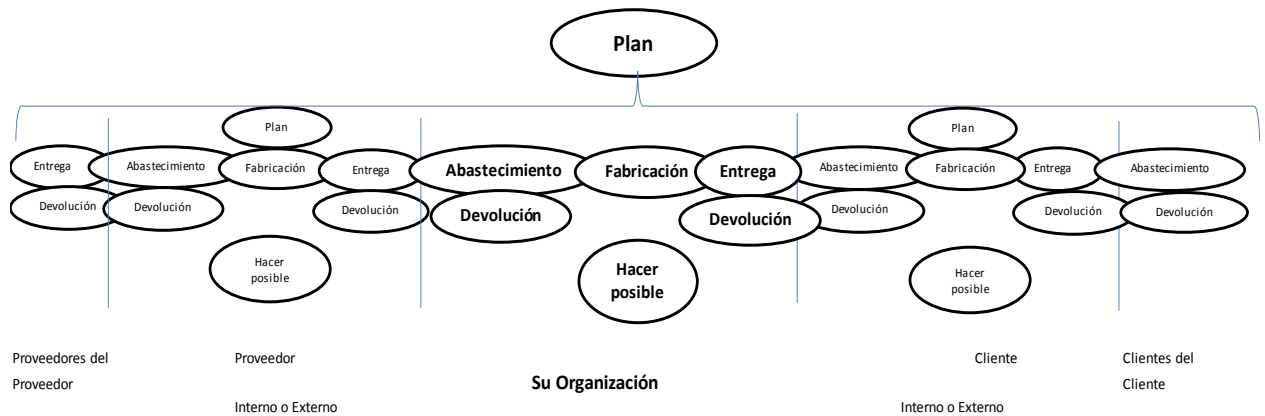 Plan
Plan
Plan
Entrega
Abastecimiento
Fabricación
Entrega
Abastecimiento
Fabricación
Entrega
Abastecimiento
Fabricación
Entrega
Abastecimiento
Devolución
Devolución
Devolución
Devolución
Devolución
Devolución
Devolución
Devolución
Hacer
posible
Hacer
posible
Hacer
posible
Proveedores del
Proveedor
Proveedor
Interno o Externo
Su Organización
Cliente
Interno o Externo
Clientes del
Cliente